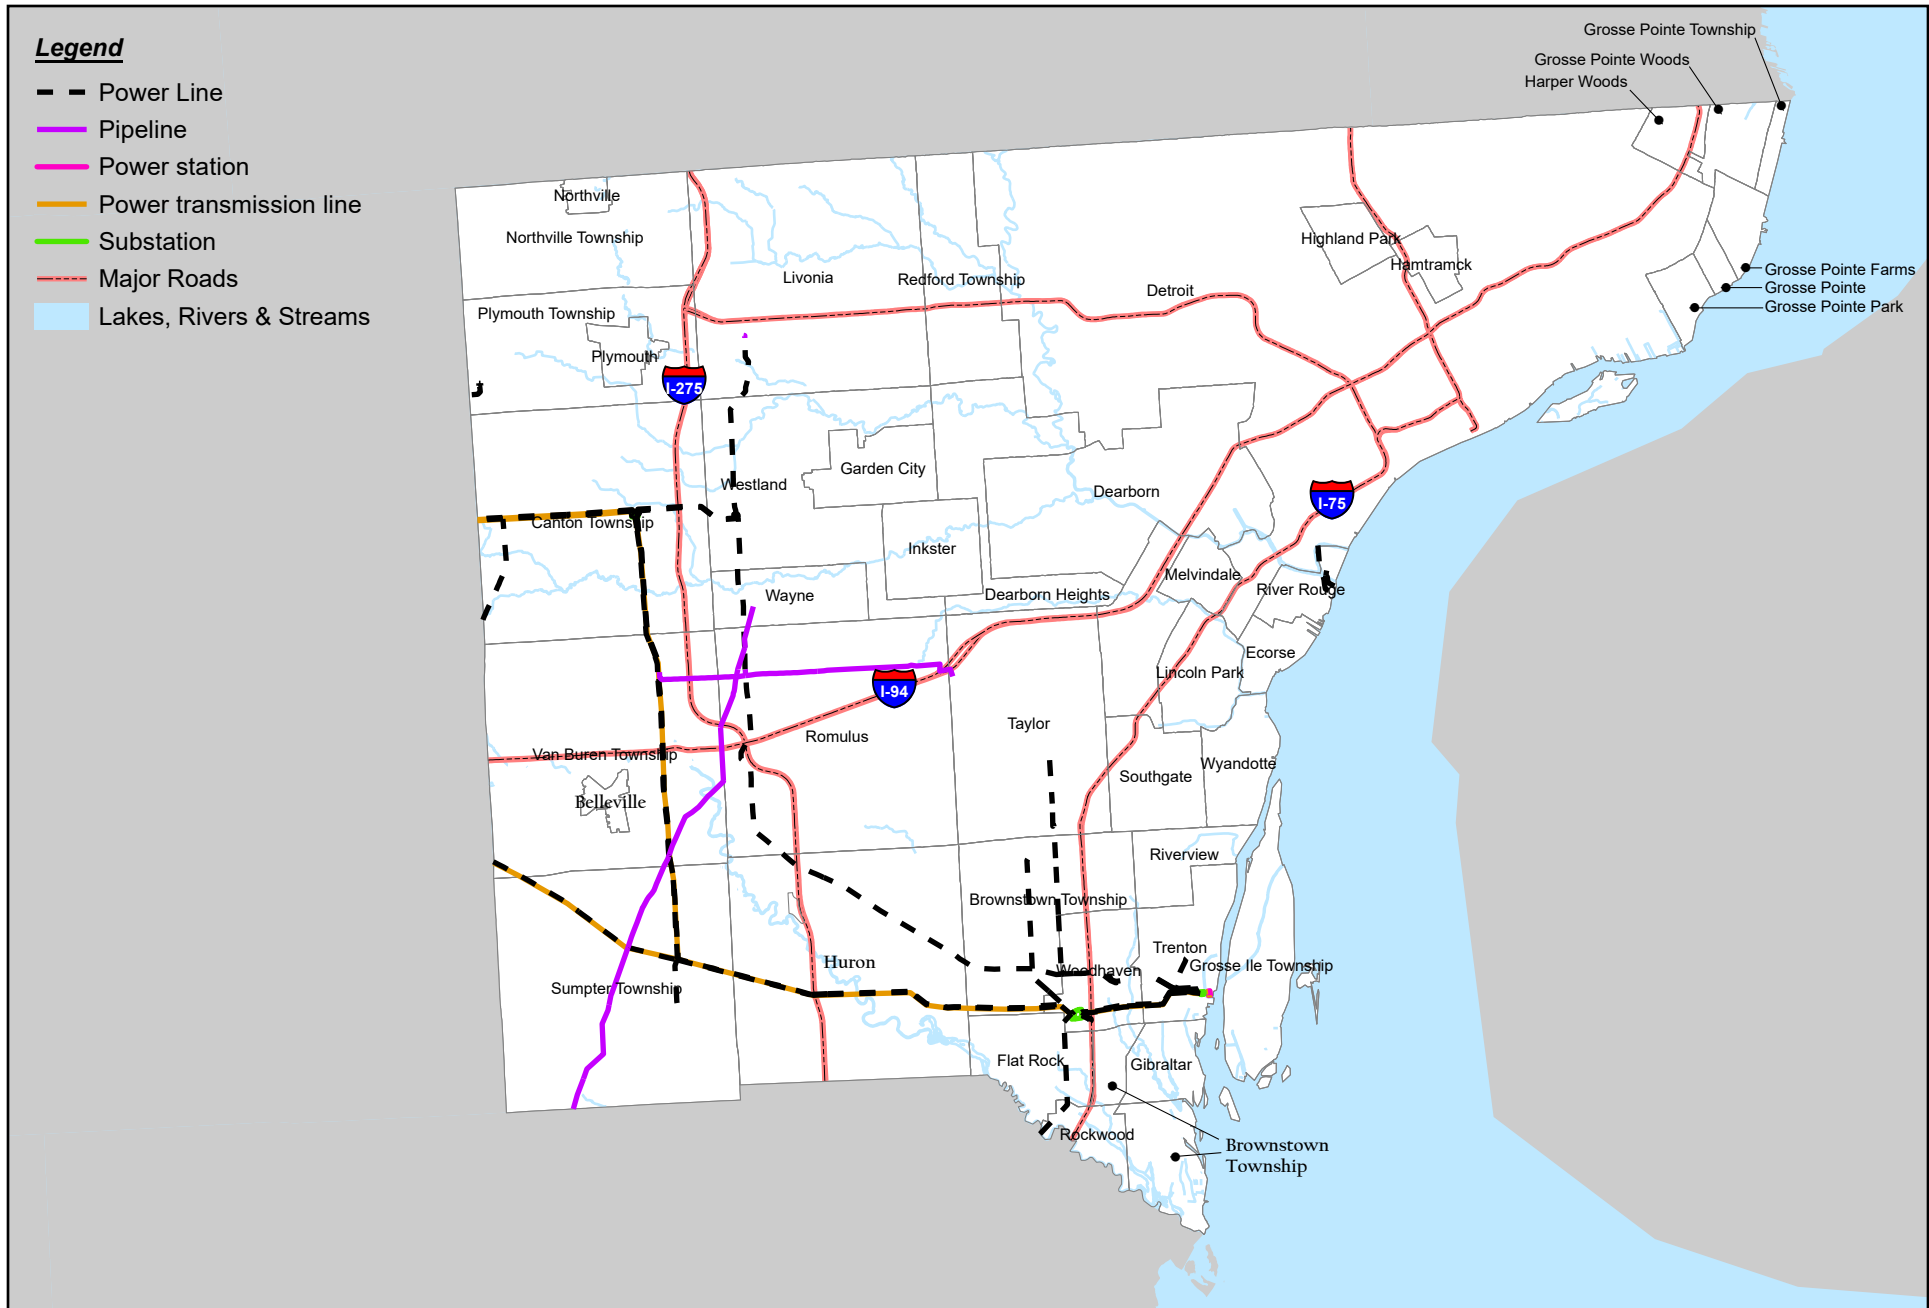 Legend
Power Line
Pipeline
Power station
Power transmission line
Substation
Major Roads
Lakes, Rivers & Streams
Grosse Pointe Township
Grosse Pointe Woods
Harper Woods
Northville
Northville Township
Livonia
Redford Township
Detroit
Highland Park
Hamtramck
Grosse Pointe Farms
Grosse Pointe
Grosse Pointe Park
Plymouth Township
Plymouth
I-275
Garden City
Westland
Dearborn
I-75
Canton Township
Inkster
Melvindale
River Rouge
Wayne
Dearborn Heights
Ecorse
Lincoln Park
I-94
Taylor
Romulus
Van Buren Township
Southgate
Wyandotte
Belleville
Riverview
Brownstown Township
Trenton
Huron
Woodhaven
Grosse Ile Township
Sumpter Township
Flat Rock
Gibraltar
Rockwood
Brownstown
Township